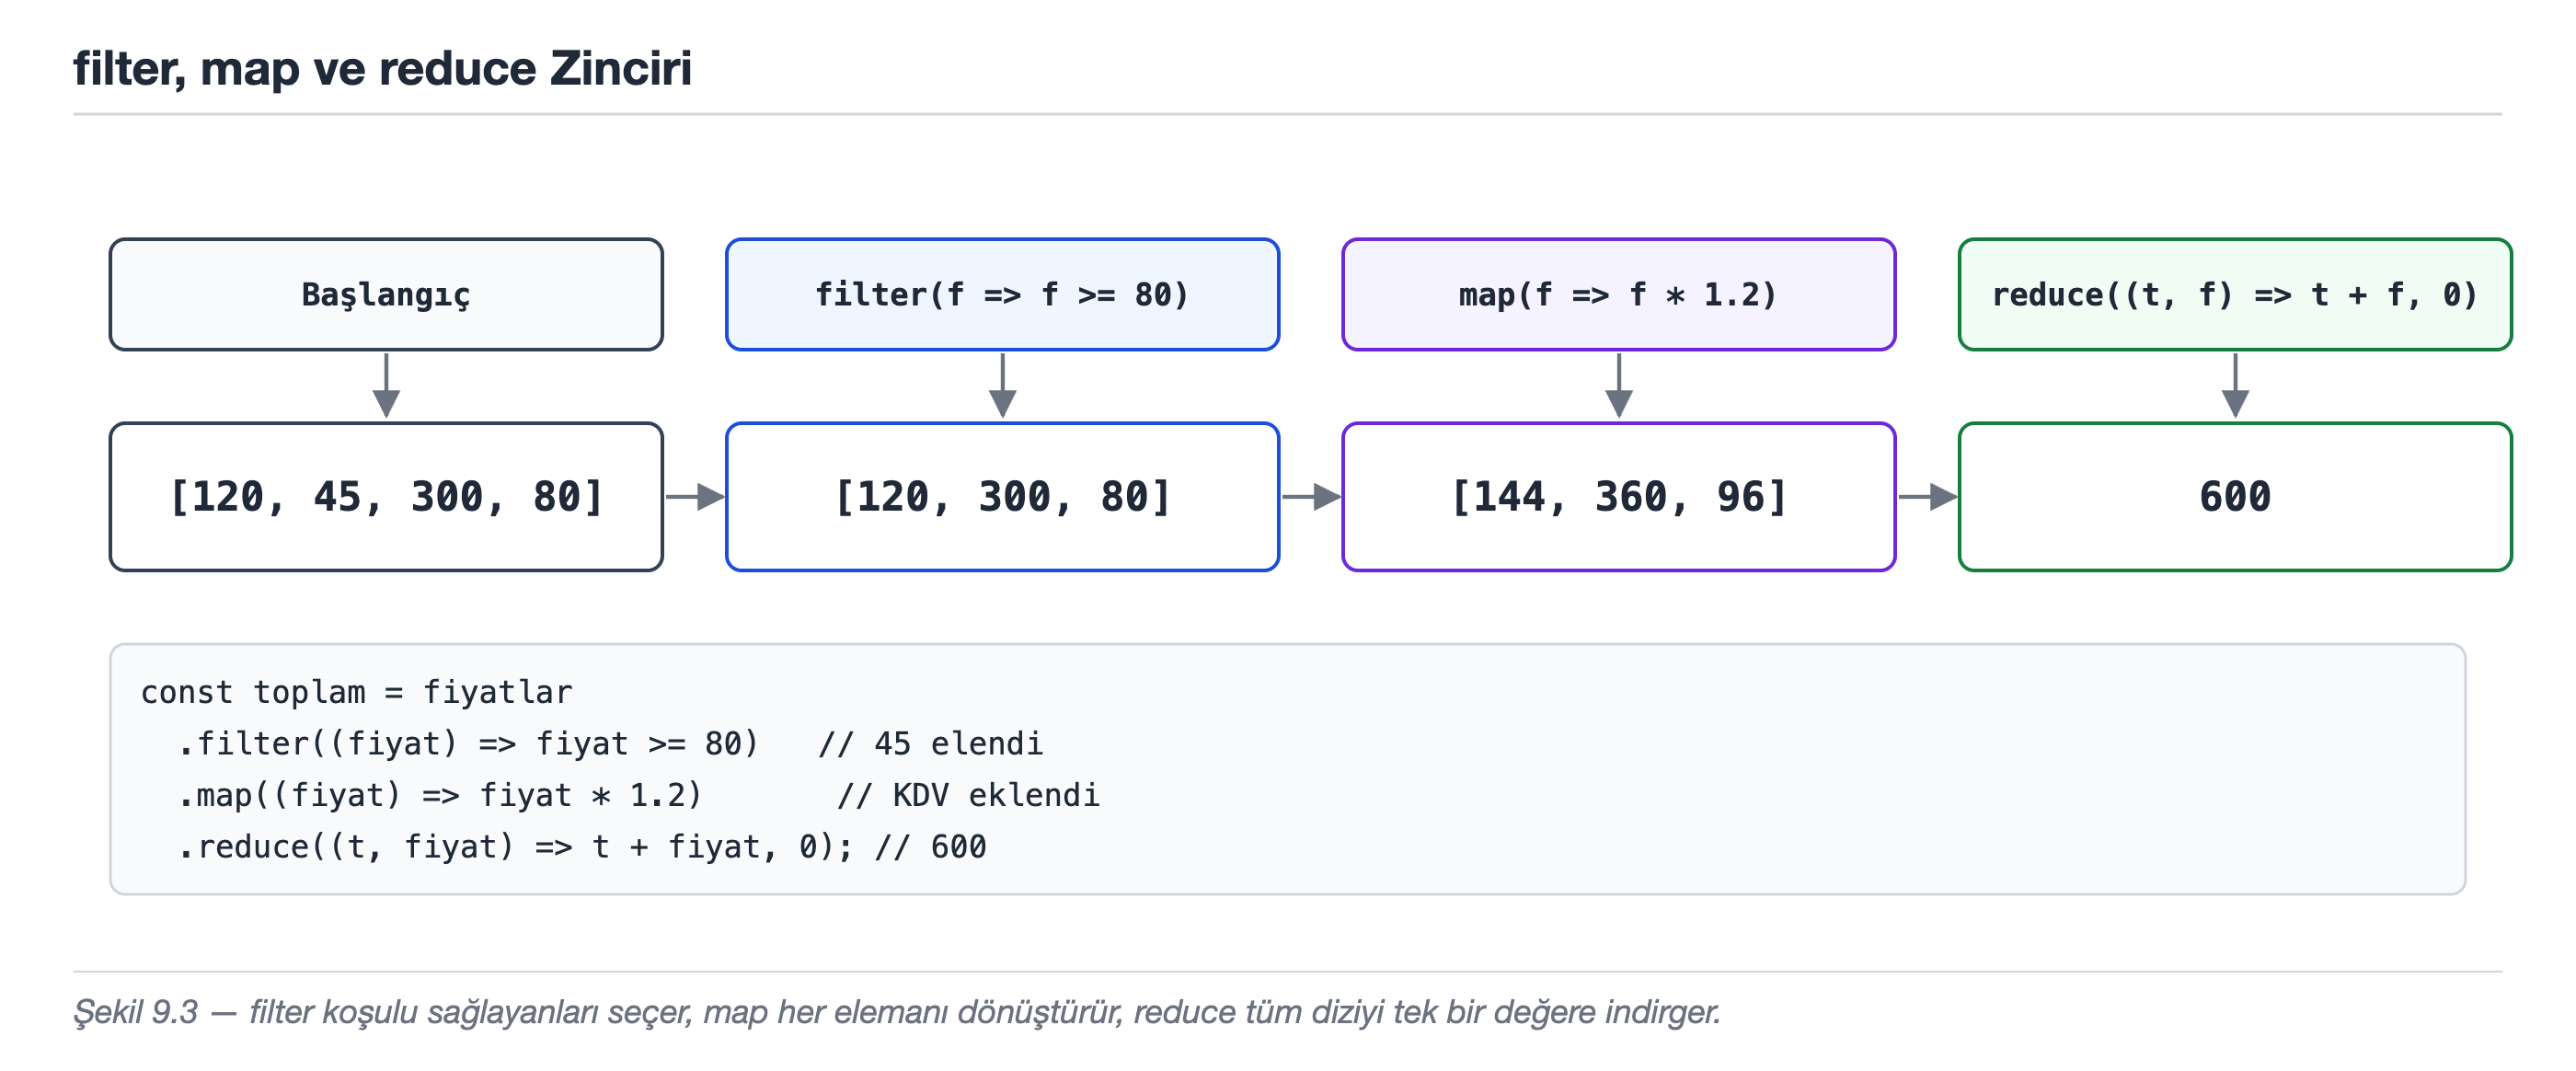 filter, map ve reduce Zinciri
Başlangıç
filter(f => f >= 80)
map(f => f * 1.2)
reduce((t, f) => t + f, 0)
[120, 45, 300, 80]
[120, 300, 80]
[144, 360, 96]
600
const toplam = fiyatlar
  .filter((fiyat) => fiyat >= 80)   // 45 elendi
  .map((fiyat) => fiyat * 1.2)       // KDV eklendi
  .reduce((t, fiyat) => t + fiyat, 0); // 600
Şekil 9.3 — filter koşulu sağlayanları seçer, map her elemanı dönüştürür, reduce tüm diziyi tek bir değere indirger.